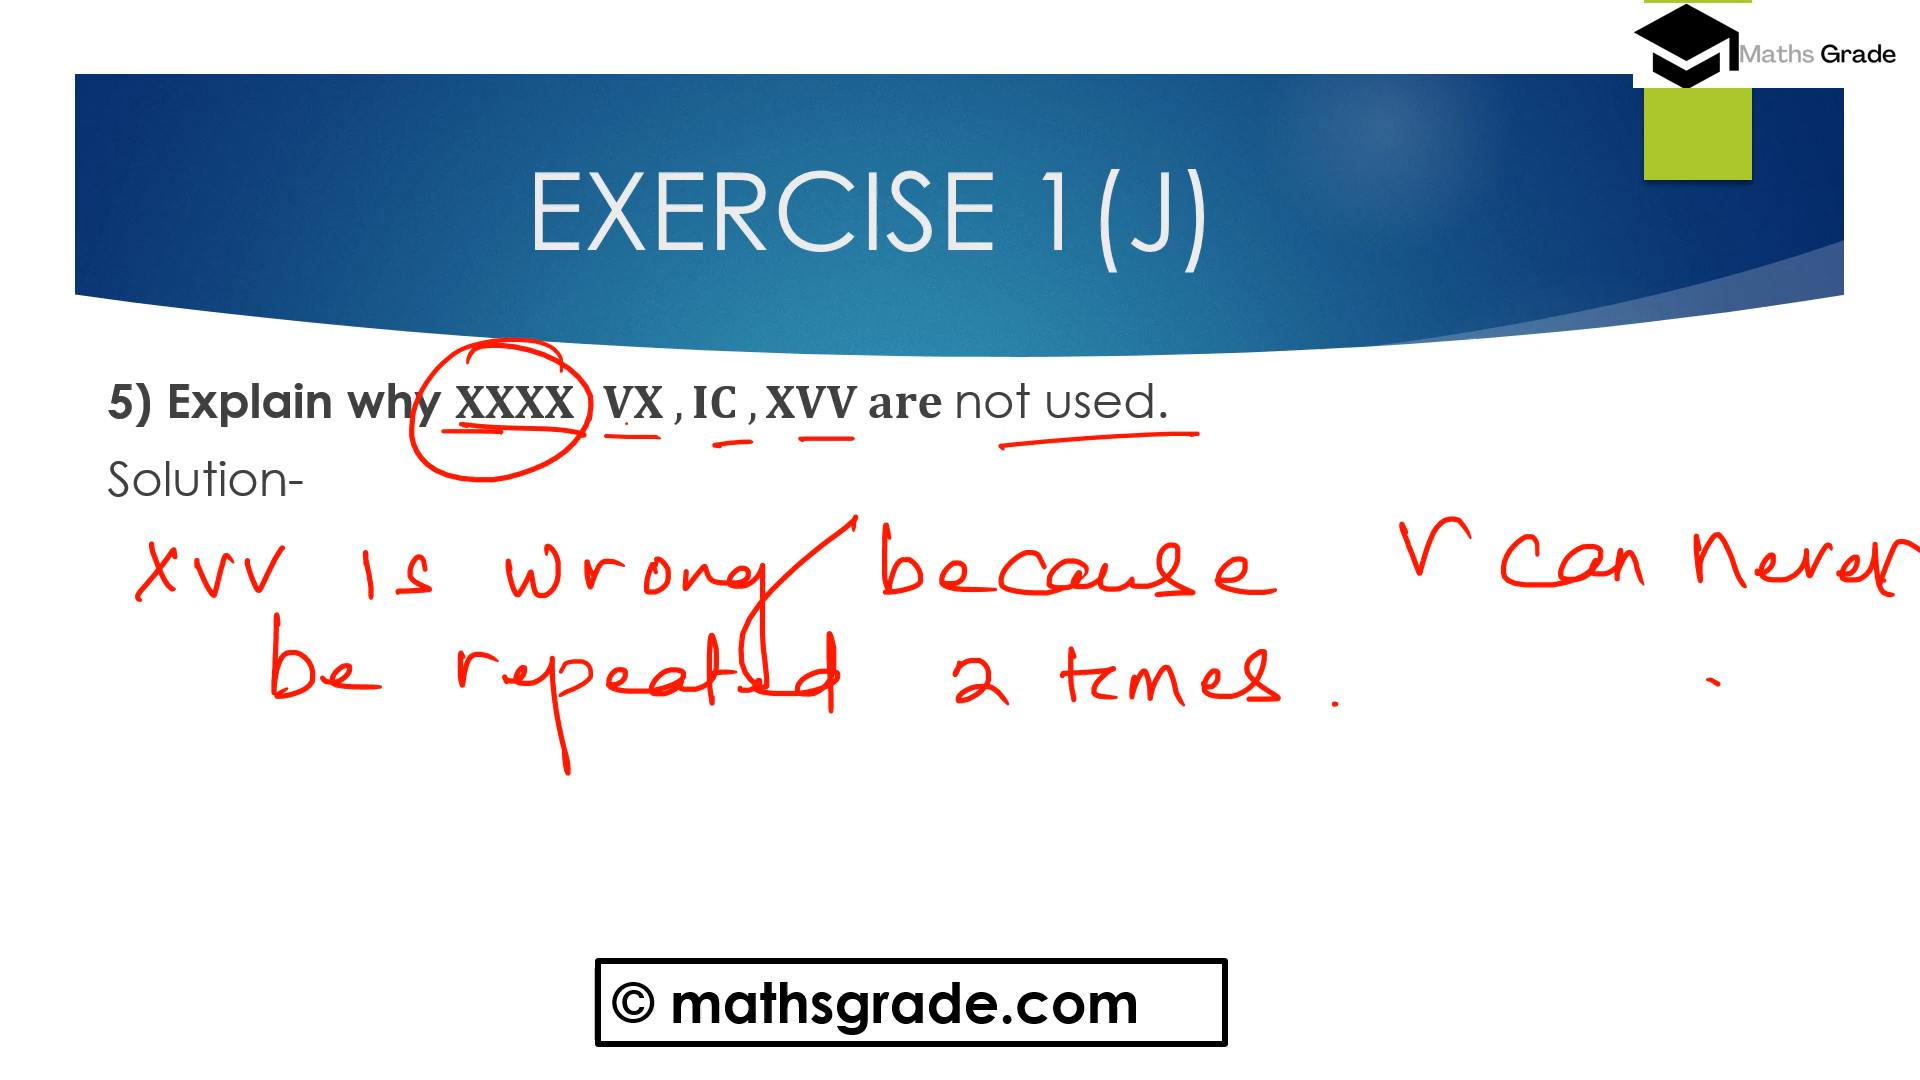 Maths Grade
EXERCISE 1(J)
5) Explain why XXXX VX , IC , XVV are not used.
Solution-
XVV is wrong because V can never
be repeated 2 times .
© mathsgrade.com